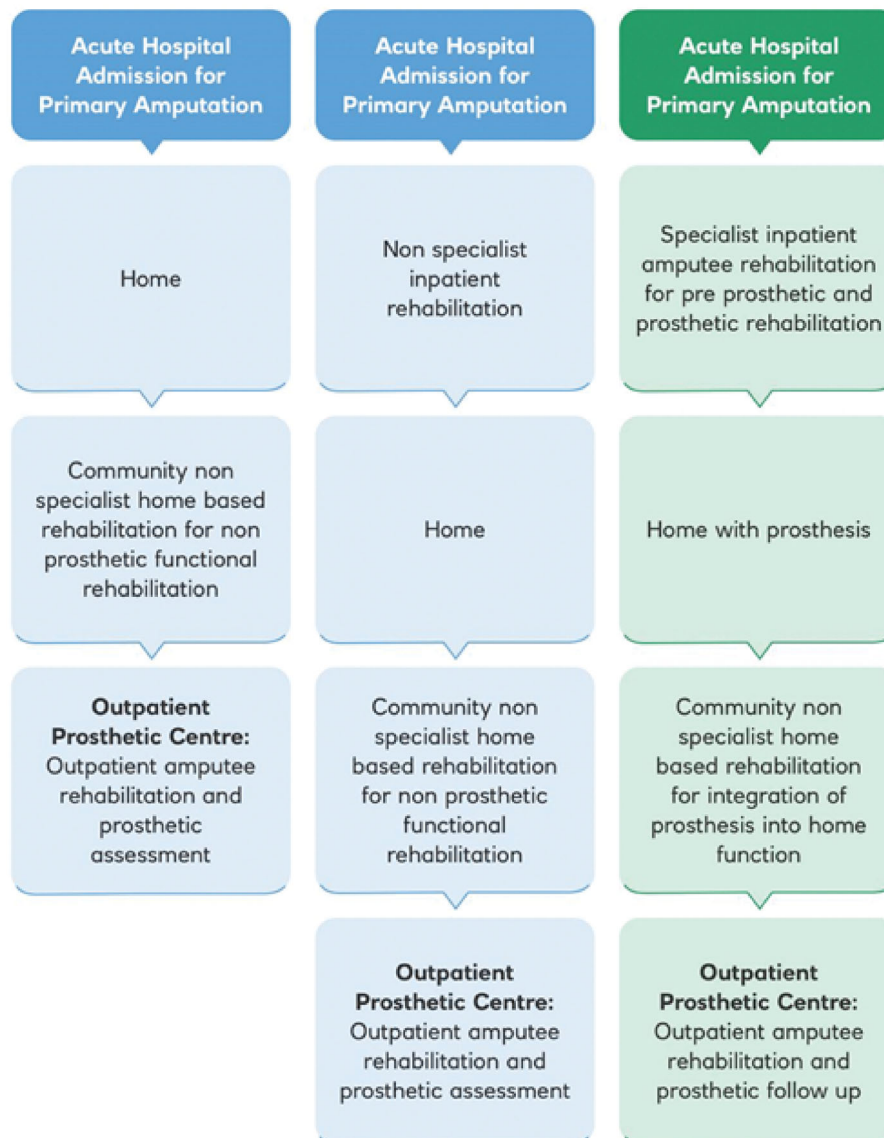 Acute Hospital
Admission for
Primary Amputation
Home
Community non
specialist home based
rehabilitation for non
prosthetic functional
rehabilitation
Outpatient
Prosthetic Centre:
Outpatient amputee
rehabilitation and
prosthetic
assessment
Acute Hospital
Admission for
Primary Amputation
Non specialist
inpatient
rehabilitation
Home
Community non
specialist home
based rehabilitation
for non prosthetic
functional
rehabilitation
Outpatient
Prosthetic Centre:
Outpatient amputee
rehabilitation and
prosthetic assessment
Acute Hospital
Admission for
Primary Amputation
Specialist inpatient
amputee rehabilitation
for pre prosthetic and
prosthetic rehabilitation
Home with prosthesis
Community non
specialist home
based rehabilitation
for integration of
prosthesis into home
function
Outpatient
Prosthetic Centre:
Outpatient amputee
rehabilitation and
prosthetic follow up